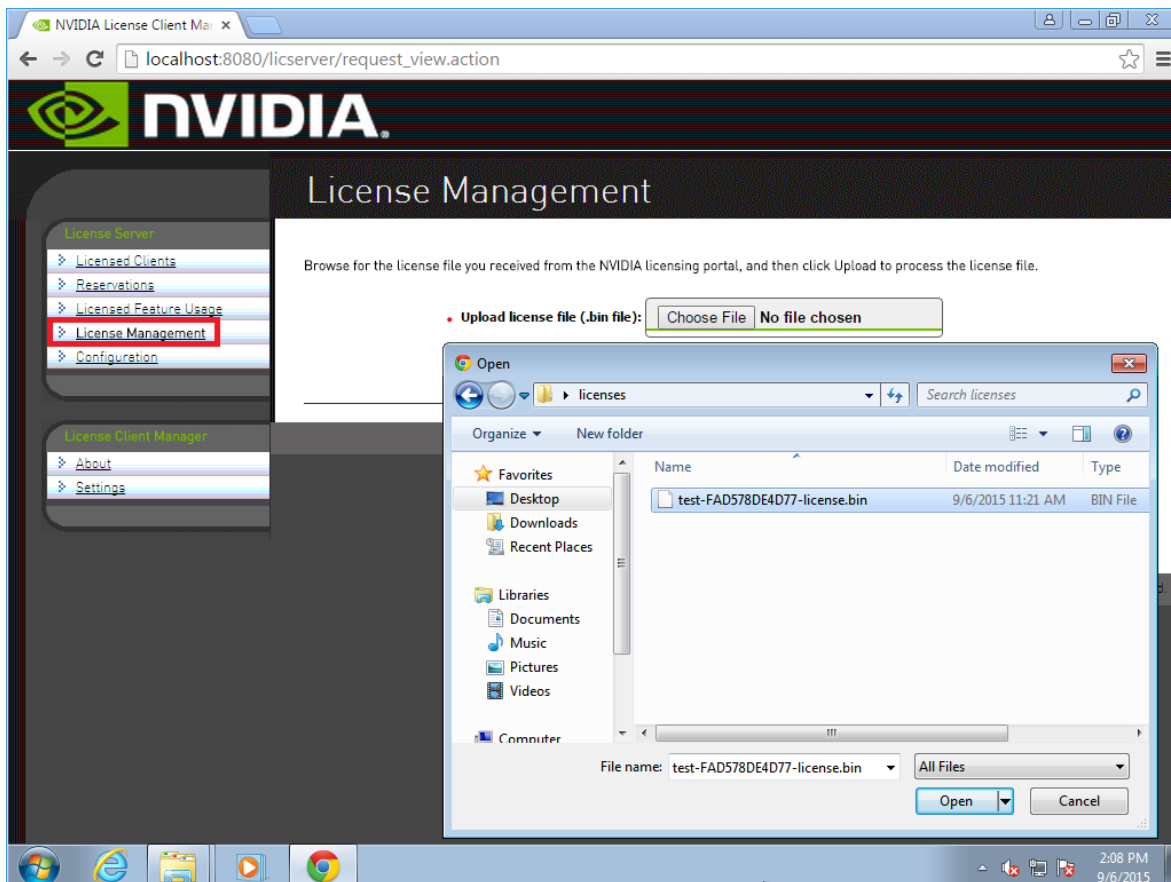 NVIDIA License Client Ma
localhost:8080/licserver/request_view.action
NVIDIA.
License Management
License Server
Licensed Clients
Reservations
Licensed Feature Usage
License Management
Configuration
License Client Manager
About
Settings
Browse for the license file you received from the NVIDIA licensing portal, and then click Upload to process the license file.
• Upload license file (.bin file): Choose File No file chosen
Open
licenses
Search licenses
Organize New folder
Favorites
Desktop
Downloads
Recent Places
Libraries
Documents
Music
Pictures
Videos
Computer
Name Date modified Type
test-FAD578DE4D77-license.bin 9/6/2015 11:21 AM BIN File
File name: test-FAD578DE4D77-license.bin All Files
Open Cancel
2:08 PM
9/6/2015